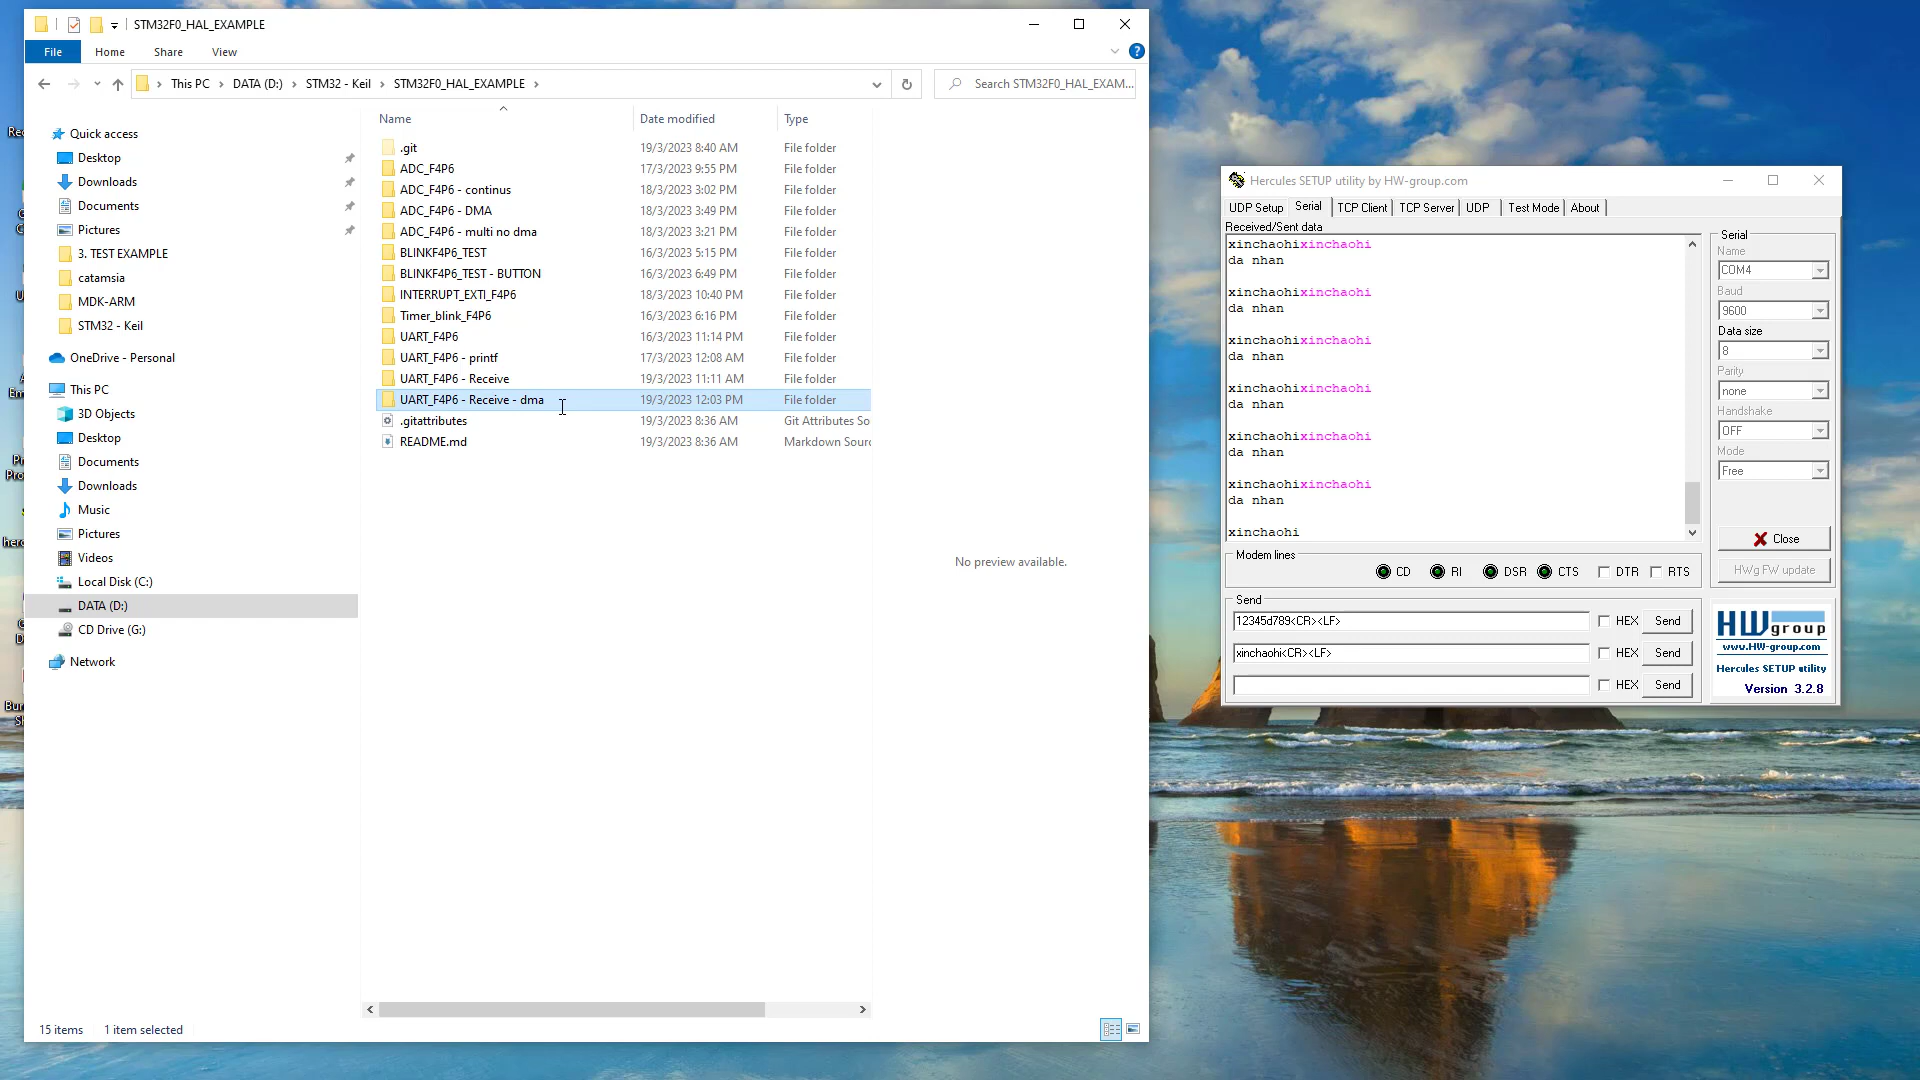 STM32F0_HAL_EXAMPLE
File Home Share View
This PC > DATA (D:) > STM32 - Keil > STM32F0_HAL_EXAMPLE >
Search STM32F0_HAL_EXAM...
Quick access
Desktop
Downloads
Documents
Pictures
3. TEST EXAMPLE
catamsia
MDK-ARM
STM32 - Keil
OneDrive - Personal
This PC
3D Objects
Desktop
Documents
Downloads
Music
Pictures
Videos
Local Disk (C:)
DATA (D:)
CD Drive (G:)
Network
Name Date modified Type
.git 19/3/2023 8:40 AM File folder
ADC_F4P6 17/3/2023 9:55 PM File folder
ADC_F4P6 - continus 18/3/2023 3:02 PM File folder
ADC_F4P6 - DMA 18/3/2023 3:49 PM File folder
ADC_F4P6 - multi no dma 18/3/2023 3:21 PM File folder
BLINKF4P6_TEST 16/3/2023 5:15 PM File folder
BLINKF4P6_TEST - BUTTON 16/3/2023 6:49 PM File folder
INTERRUPT_EXTI_F4P6 18/3/2023 10:40 PM File folder
Timer_blink_F4P6 16/3/2023 6:16 PM File folder
UART_F4P6 16/3/2023 11:14 PM File folder
UART_F4P6 - printf 17/3/2023 12:08 AM File folder
UART_F4P6 - Receive 19/3/2023 11:11 AM File folder
UART_F4P6 - Receive - dma 19/3/2023 12:03 PM File folder
.gitattributes 19/3/2023 8:36 AM Git Attributes So
README.md 19/3/2023 8:36 AM Markdown Sourc
No preview available.
15 items 1 item selected
Hercules SETUP utility by HW-group.com
UDP Setup Serial TCP Client TCP Server UDP Test Mode About
Received/Sent data
xinchaohixinchaohi
da nhan
xinchaohixinchaohi
da nhan
xinchaohixinchaohi
da nhan
xinchaohixinchaohi
da nhan
xinchaohixinchaohi
da nhan
xinchaohixinchaohi
da nhan
xinchaohi
Modem lines
CD RI DSR CTS DTR RTS
Send
12345d789<CR><LF> HEX Send
xinchaohi<CR><LF> HEX Send
HEX Send
Serial
Name
COM4
Baud
9600
Data size
8
Parity
none
Handshake
OFF
Mode
Free
Close
HWg FW update
HWgroup
www.HW-group.com
Hercules SETUP utility
Version 3.2.8